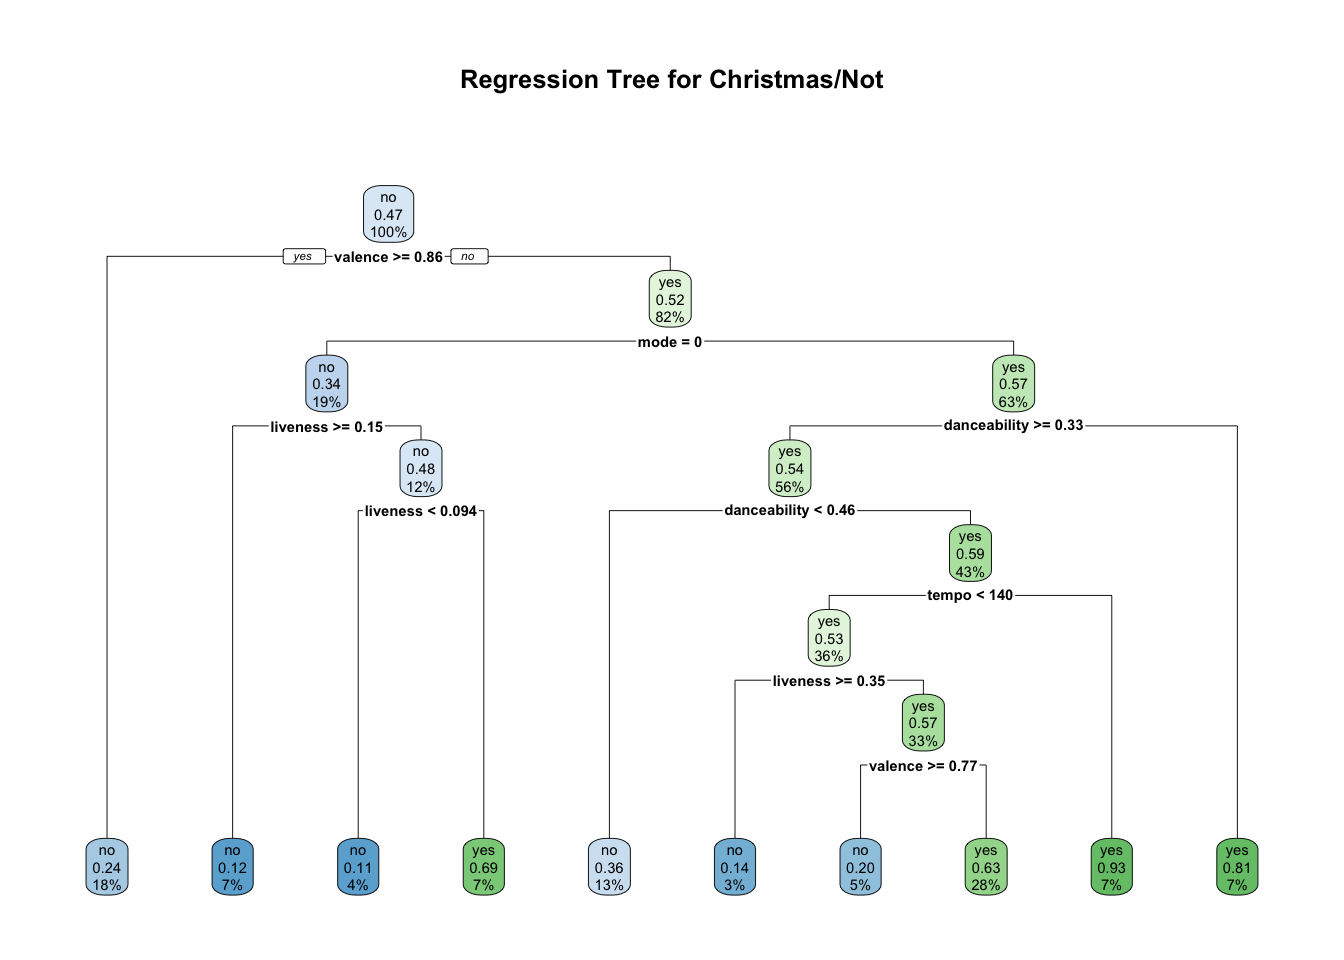 Regression Tree for Christmas/Not
no
0.47
100%
yes valence >= 0.86 no
yes
0.52
82%
mode = 0
no
0.34
19%
yes
0.57
63%
liveness >= 0.15
danceability >= 0.33
no
0.48
12%
yes
0.54
56%
liveness < 0.094
danceability < 0.46
yes
0.59
43%
tempo < 140
yes
0.53
36%
liveness >= 0.35
yes
0.57
33%
valence >= 0.77
no
0.24
18%
no
0.12
7%
no
0.11
4%
yes
0.69
7%
no
0.36
13%
no
0.14
3%
no
0.20
5%
yes
0.63
28%
yes
0.93
7%
yes
0.81
7%